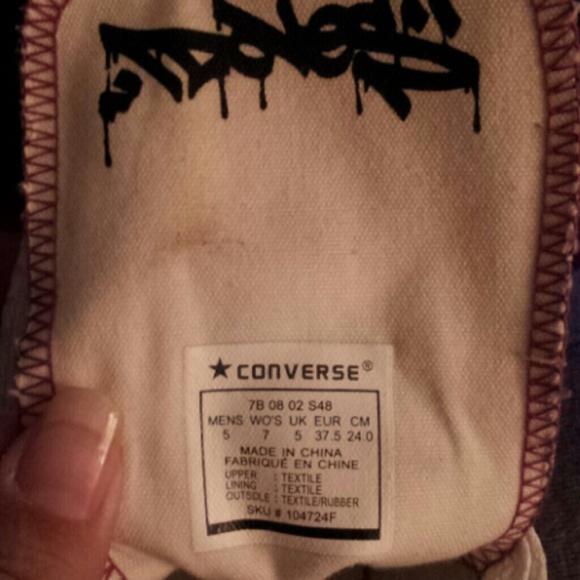 ★ CONVERSE®
7B 08 02 S48
MENS WO'S UK EUR CM
5 7 5 37.5 24.0
MADE IN CHINA
FABRIQUÉ EN CHINE
UPPER : TEXTILE
LINING : TEXTILE
OUTSOLE : TEXTILE/RUBBER
SKU # 104724F